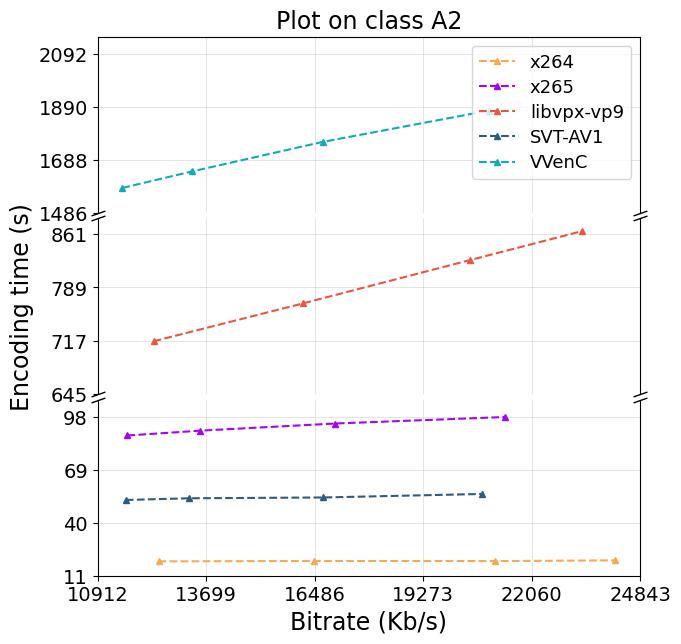 Plot on class A2
2092
1890
1688
1486
x264
x265
libvpx-vp9
SVT-AV1
VVenC
861
789
717
645
98
69
40
11
Encoding time (s)
10912 13699 16486 19273 22060 24843
Bitrate (Kb/s)